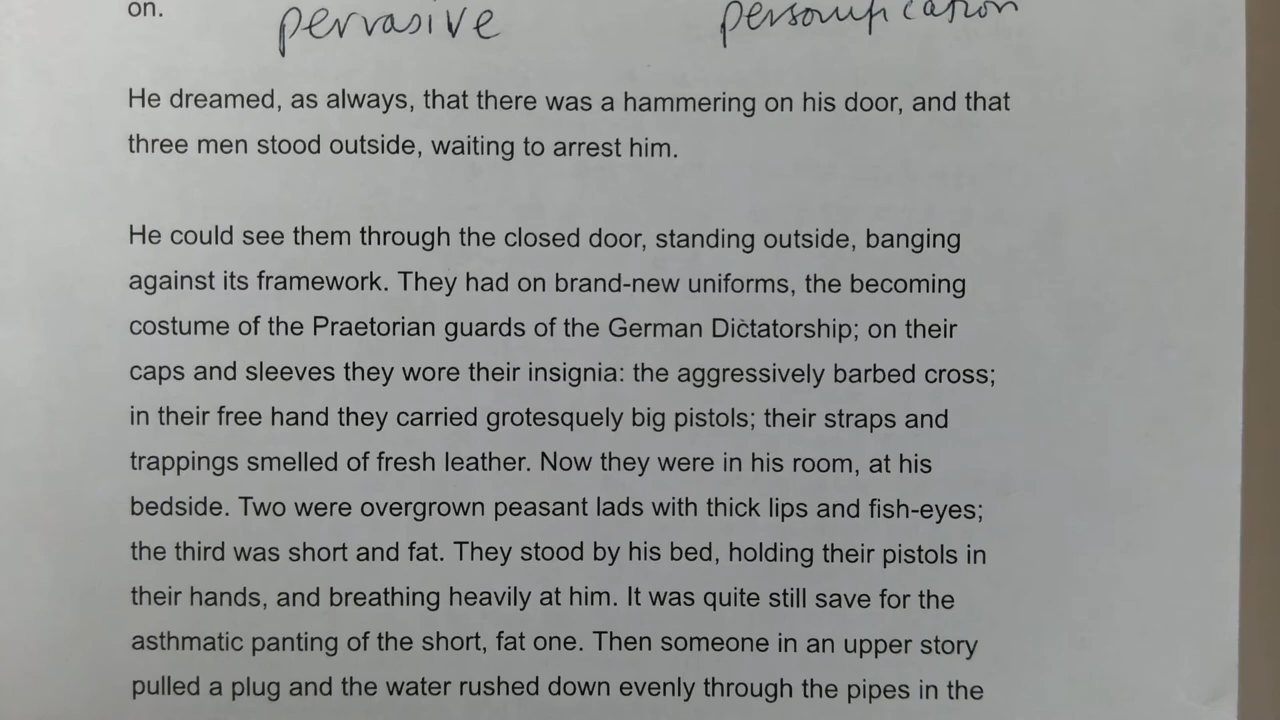 on.
pervasive personification
He dreamed, as always, that there was a hammering on his door, and that
three men stood outside, waiting to arrest him.
He could see them through the closed door, standing outside, banging
against its framework. They had on brand-new uniforms, the becoming
costume of the Praetorian guards of the German Dictatorship; on their
caps and sleeves they wore their insignia: the aggressively barbed cross;
in their free hand they carried grotesquely big pistols; their straps and
trappings smelled of fresh leather. Now they were in his room, at his
bedside. Two were overgrown peasant lads with thick lips and fish-eyes;
the third was short and fat. They stood by his bed, holding their pistols in
their hands, and breathing heavily at him. It was quite still save for the
asthmatic panting of the short, fat one. Then someone in an upper story
pulled a plug and the water rushed down evenly through the pipes in the